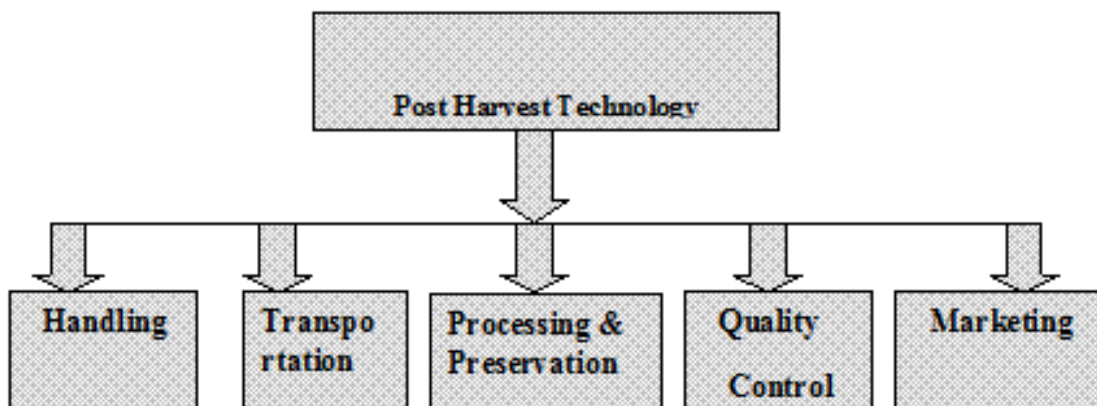 Post Harvest Technology
Handling
Transpo
rtation
Processing &
Preservation
Quality
Control
Marketing